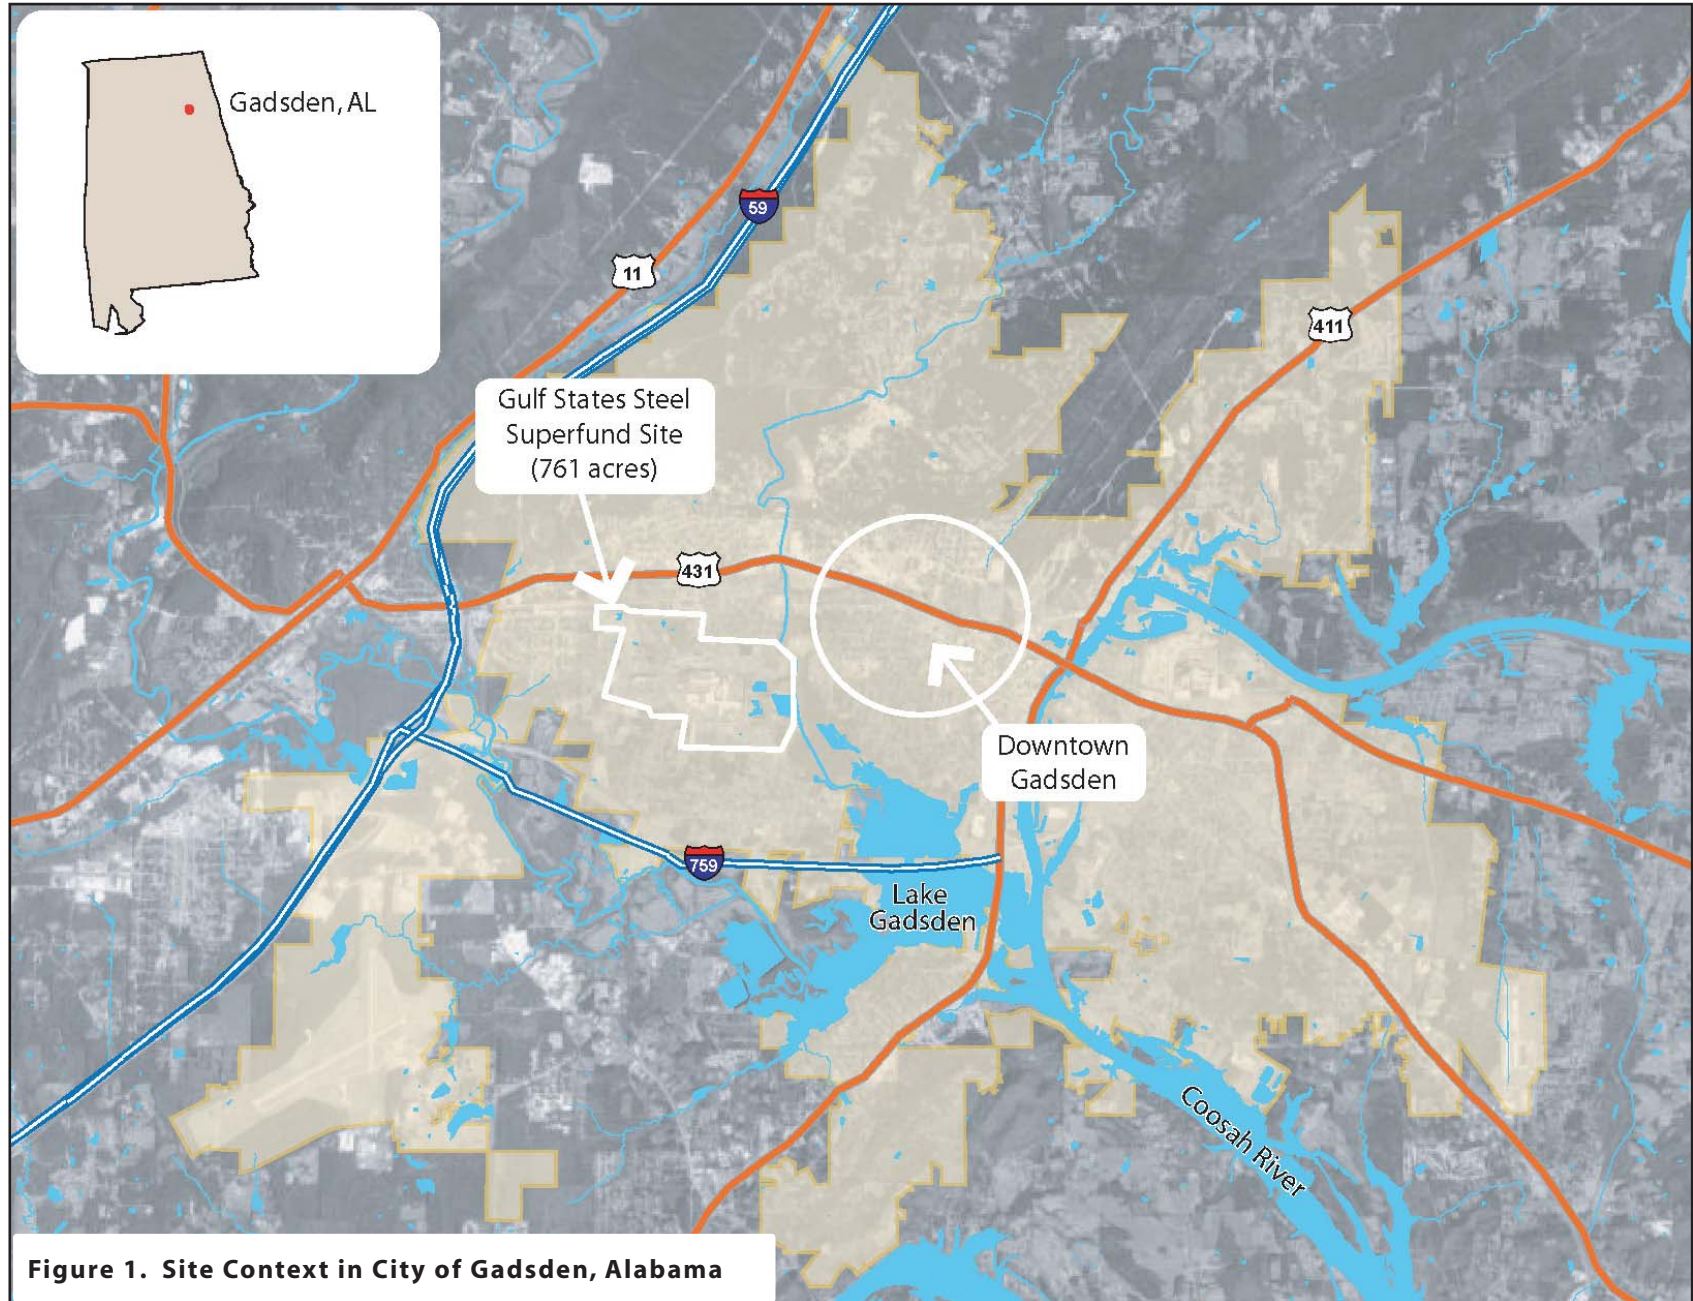 Gadsden, AL
59
11
411
Gulf States Steel
Superfund Site
(761 acres)
431
Downtown
Gadsden
759
Lake
Gadsden
Coosah River
Figure 1. Site Context in City of Gadsden, Alabama